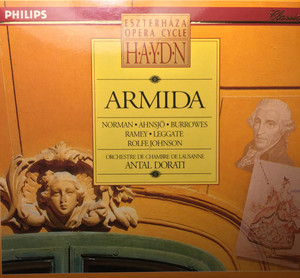 PHILIPS
Classics
ESZTERHÁZA
OPERA CYCLE
HAYDN
ARMIDA
NORMAN • AHNSJÖ • BURROWES
RAMEY • LEGGATE
ROLFE JOHNSON
ORCHESTRE DE CHAMBRE DE LAUSANNE
ANTAL DORATI